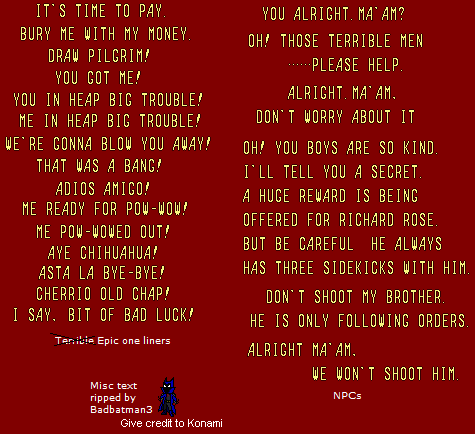 IT'S TIME TO PAY.
BURY ME WITH MY MONEY.
DRAW PILGRIM!
YOU GOT ME!
YOU IN HEAP BIG TROUBLE!
ME IN HEAP BIG TROUBLE!
WE'RE GONNA BLOW YOU AWAY!
THAT WAS A BANG!
ADIOS AMIGO!
ME READY FOR POW-WOW!
ME POW-WOWED OUT!
AYE CHIHUAHUA!
ASTA LA BYE-BYE!
CHERRIO OLD CHAP!
I SAY. BIT OF BAD LUCK!
Terrible Epic one liners
Misc text
ripped by
Badbatman3
Give credit to Konami
YOU ALRIGHT. MA'AM?
OH! THOSE TERRIBLE MEN
······PLEASE HELP.
ALRIGHT. MA'AM.
DON'T WORRY ABOUT IT
OH! YOU BOYS ARE SO KIND.
I'LL TELL YOU A SECRET.
A HUGE REWARD IS BEING
OFFERED FOR RICHARD ROSE.
BUT BE CAREFUL  HE ALWAYS
HAS THREE SIDEKICKS WITH HIM.
DON'T SHOOT MY BROTHER.
HE IS ONLY FOLLOWING ORDERS.
ALRIGHT MA'AM.
WE WON'T SHOOT HIM.
NPCs